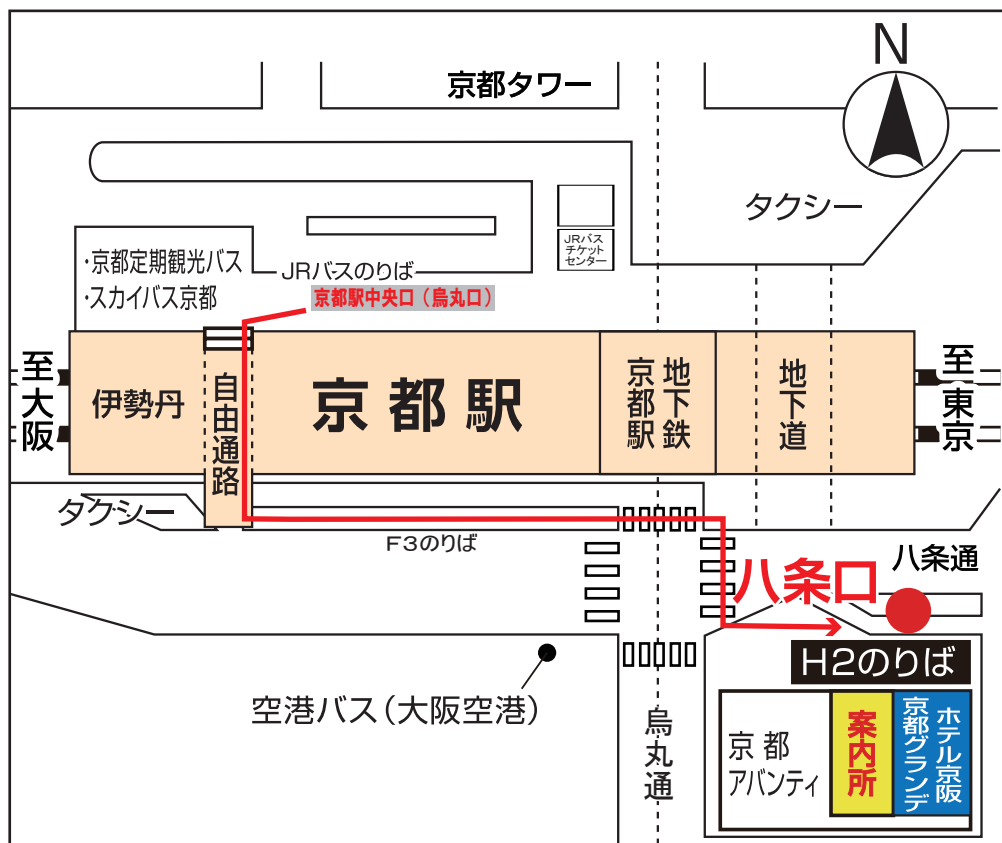 N
京都タワー
タクシー
JRバス
チケット
センター
・京都定期観光バス
・スカイバス京都
JRバスのりば
京都駅中央口（烏丸口）
至大阪
伊勢丹
自由通路
京都駅
地下鉄
京都駅
地下道
至東京
タクシー
F3のりば
八条通
八条口
H2のりば
空港バス（大阪空港）
烏丸通
京都
アバンティ
案内所
ホテル京阪
京都グランデ